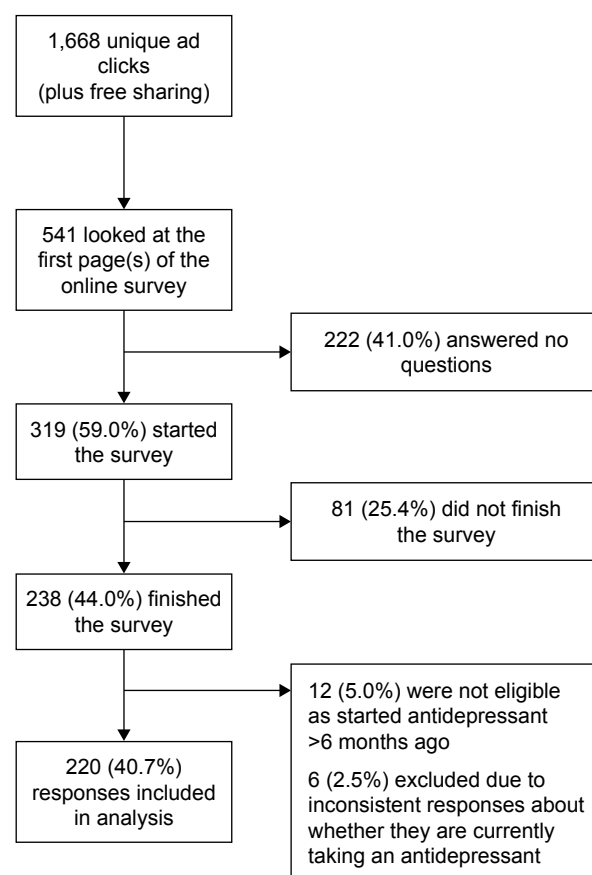 1,668 unique ad
clicks
(plus free sharing)
541 looked at the
first page(s) of the
online survey
222 (41.0%) answered no
questions
319 (59.0%) started
the survey
81 (25.4%) did not finish
the survey
238 (44.0%) finished
the survey
12 (5.0%) were not eligible
as started antidepressant
>6 months ago
6 (2.5%) excluded due to
inconsistent responses about
whether they are currently
taking an antidepressant
220 (40.7%)
responses included
in analysis